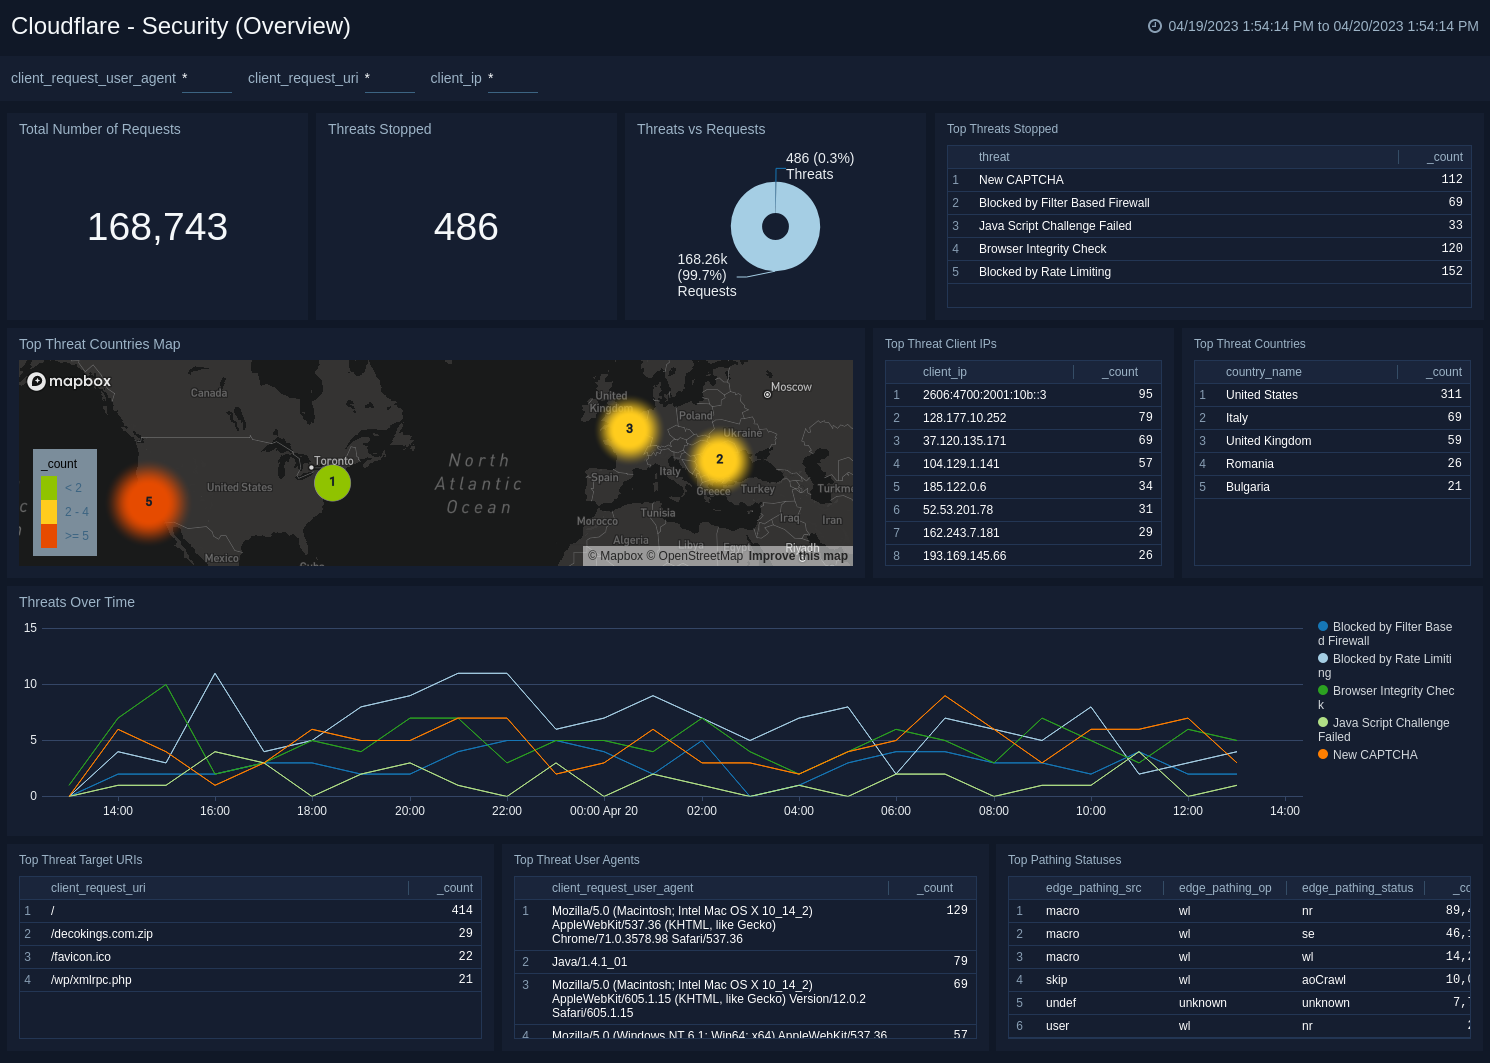 Cloudflare - Security (Overview)
04/19/2023 1:54:14 PM to 04/20/2023 1:54:14 PM
client_request_user_agent *
client_request_uri *
client_ip *
Total Number of Requests
168,743
Threats Stopped
486
Threats vs Requests
486 (0.3%)
Threats
168.26k
(99.7%)
Requests
Top Threats Stopped
threat _count
1 New CAPTCHA 112
2 Blocked by Filter Based Firewall 69
3 Java Script Challenge Failed 33
4 Browser Integrity Check 120
5 Blocked by Rate Limiting 152
Top Threat Countries Map
mapbox
Canada
United
Kingdom
Moscow
Poland
Ukraine
3
2
Toronto
North
Atlantic
Ocean
_count
< 2
2 - 4
>= 5
5
United States
1
Spain
Italy
Greece
Turkey
Turkm
Morocco
Tunisia
Iraq
Iran
Algeria
Libya
Egypt
Riyadh
Mexico
Cuba
© Mapbox © OpenStreetMap Improve this map
Top Threat Client IPs
client_ip _count
1 2606:4700:2001:10b::3 95
2 128.177.10.252 79
3 37.120.135.171 69
4 104.129.1.141 57
5 185.122.0.6 34
6 52.53.201.78 31
7 162.243.7.181 29
8 193.169.145.66 26
Top Threat Countries
country_name _count
1 United States 311
2 Italy 69
3 United Kingdom 59
4 Romania 26
5 Bulgaria 21
Threats Over Time
15
10
5
0
14:00 16:00 18:00 20:00 22:00 00:00 Apr 20 02:00 04:00 06:00 08:00 10:00 12:00 14:00
Blocked by Filter Base
d Firewall
Blocked by Rate Limiti
ng
Browser Integrity Chec
k
Java Script Challenge
Failed
New CAPTCHA
Top Threat Target URIs
client_request_uri _count
1 / 414
2 /decokings.com.zip 29
3 /favicon.ico 22
4 /wp/xmlrpc.php 21
Top Threat User Agents
client_request_user_agent _count
1 Mozilla/5.0 (Macintosh; Intel Mac OS X 10_14_2) 129
AppleWebKit/537.36 (KHTML, like Gecko)
Chrome/71.0.3578.98 Safari/537.36
2 Java/1.4.1_01 79
3 Mozilla/5.0 (Macintosh; Intel Mac OS X 10_14_2) 69
AppleWebKit/605.1.15 (KHTML, like Gecko) Version/12.0.2
Safari/605.1.15
4 Mozilla/5.0 (Windows NT 6.1; Win64; x64) AppleWebKit/537.36 57
Top Pathing Statuses
edge_pathing_src edge_pathing_op edge_pathing_status _co
1 macro wl nr 89,
2 macro wl se 46,
3 macro wl wl 14,
4 skip wl aoCrawl 10,
5 undef unknown unknown 7,
6 user wl nr